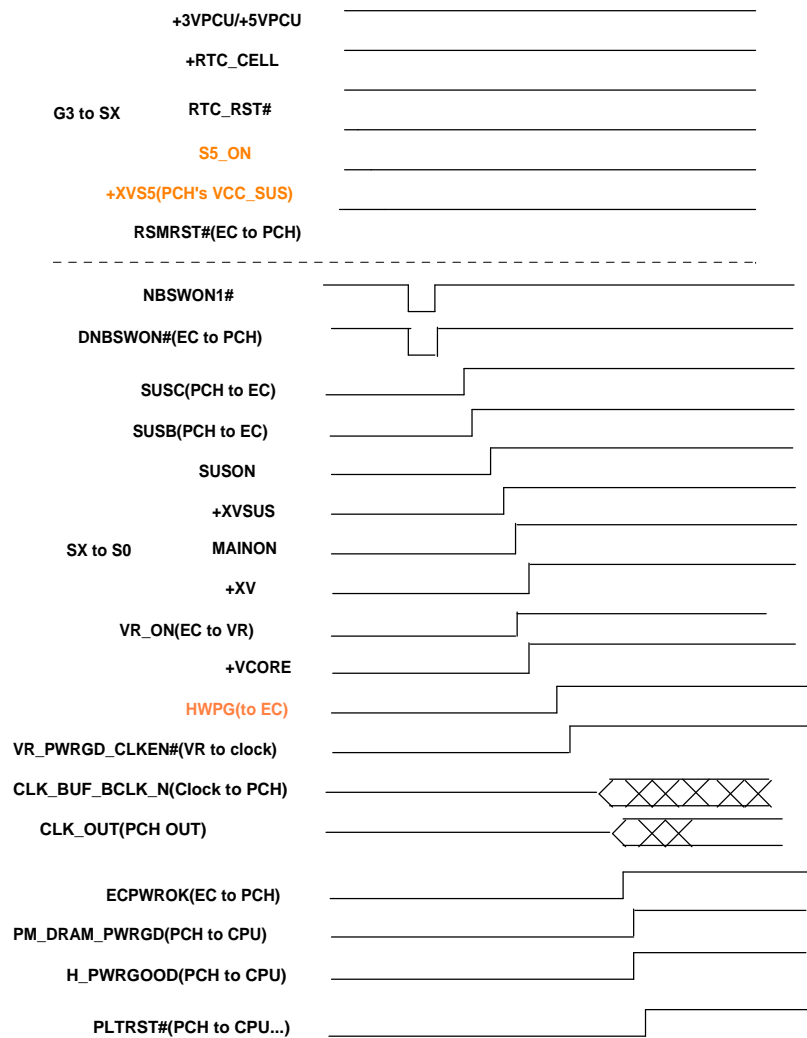 +3VPCU/+5VPCU
+RTC_CELL
G3 to SX
RTC_RST#
S5_ON
+XVS5(PCH's VCC_SUS)
RSMRST#(EC to PCH)
NBSWON1#
DNBSWON#(EC to PCH)
SUSC(PCH to EC)
SUSB(PCH to EC)
SUSON
+XVSUS
SX to S0
MAINON
+XV
VR_ON(EC to VR)
+VCORE
HWPG(to EC)
VR_PWRGD_CLKEN#(VR to clock)
CLK_BUF_BCLK_N(Clock to PCH)
CLK_OUT(PCH OUT)
ECPWROK(EC to PCH)
PM_DRAM_PWRGD(PCH to CPU)
H_PWRGOOD(PCH to CPU)
PLTRST#(PCH to CPU...)